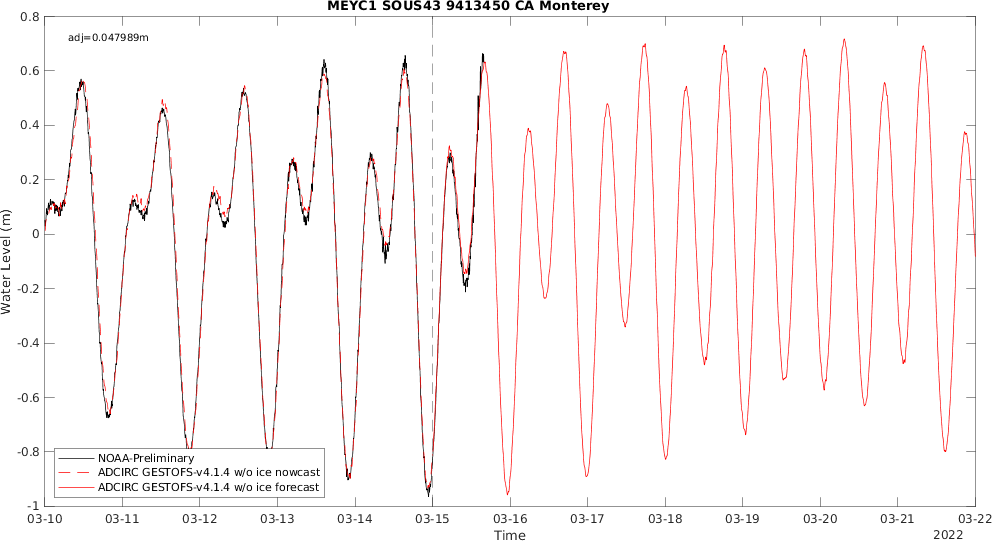 MEYC1 SOUS43 9413450 CA Monterey
adj=0.047989m
Water Level (m)
0.8
0.6
0.4
0.2
0
-0.2
-0.4
-0.6
-0.8
-1
NOAA-Preliminary
ADCIRC GESTOFS-v4.1.4 w/o ice nowcast
ADCIRC GESTOFS-v4.1.4 w/o ice forecast
03-10 03-11 03-12 03-13 03-14 03-15 03-16 03-17 03-18 03-19 03-20 03-21 03-22
Time
2022